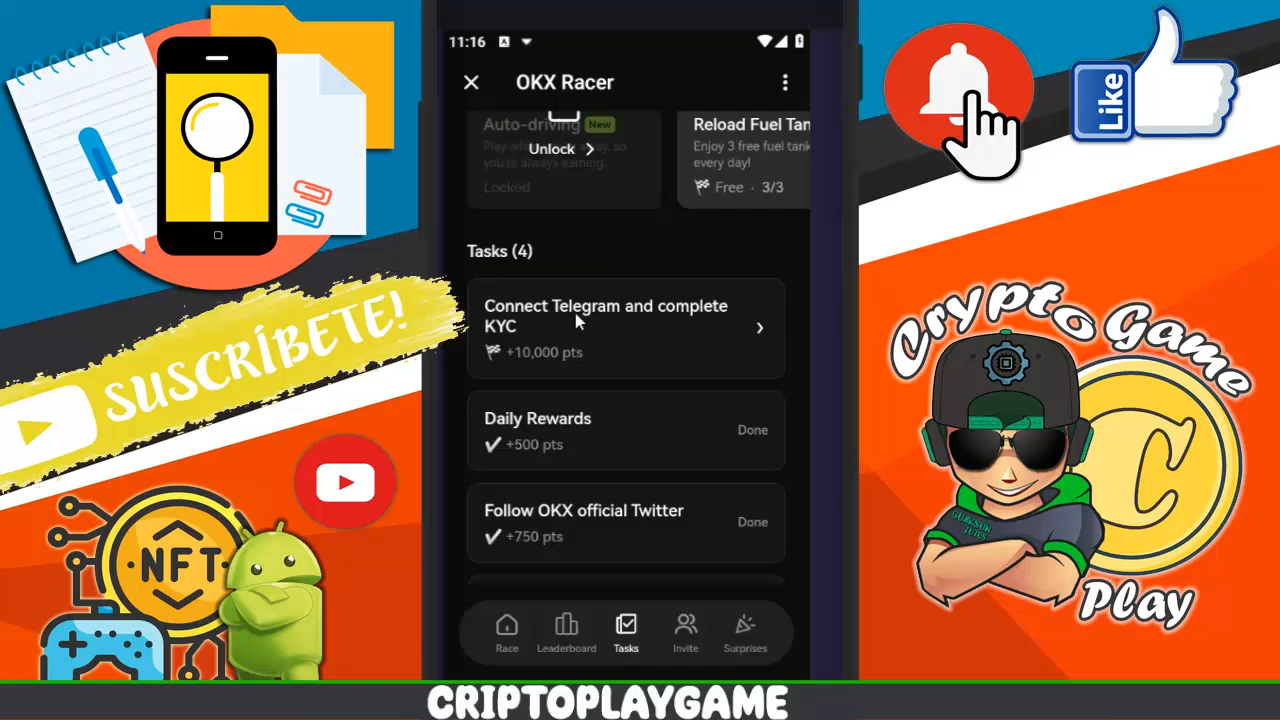 11:16
OKX Racer
Auto-driving New
Reload Fuel Tan
Unlock >
Enjoy 3 free fuel tank
every day!
Locked
Free · 3/3
Tasks (4)
Connect Telegram and complete
KYC
+10,000 pts
Daily Rewards
+500 pts
Done
Follow OKX official Twitter
+750 pts
Done
Race
Leaderboard
Tasks
Invite
Surprises
SUSCRÍBETE!
NFT
Like
Crypto Game
C
Play
CRIPTOPLAYGAME